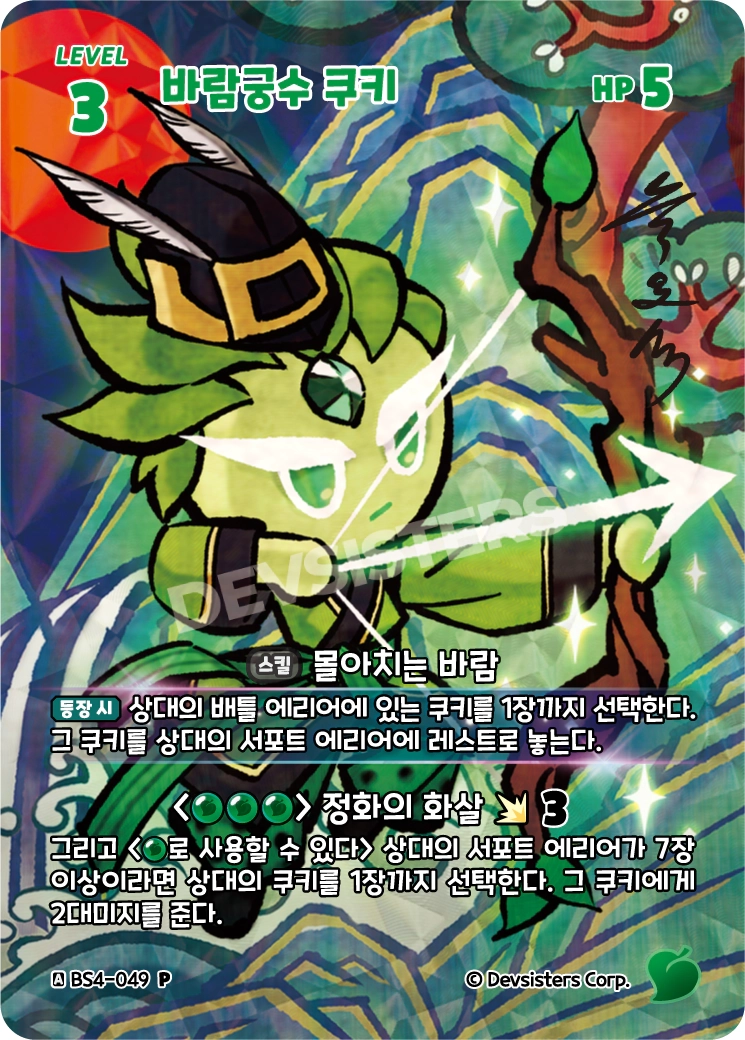 LEVEL
3
바람궁수 쿠키
HP 5
DEVSISTERS
스킬 몰아치는 바람
등장 시 상대의 배틀 에리어에 있는 쿠키를 1장까지 선택한다.
그 쿠키를 상대의 서포트 에리어에 레스트로 놓는다.
< > 정화의 화살 3
그리고 < 로 사용할 수 있다> 상대의 서포트 에리어가 7장
이상이라면 상대의 쿠키를 1장까지 선택한다. 그 쿠키에게
2대미지를 준다.
A BS4-049 P
© Devsisters Corp.